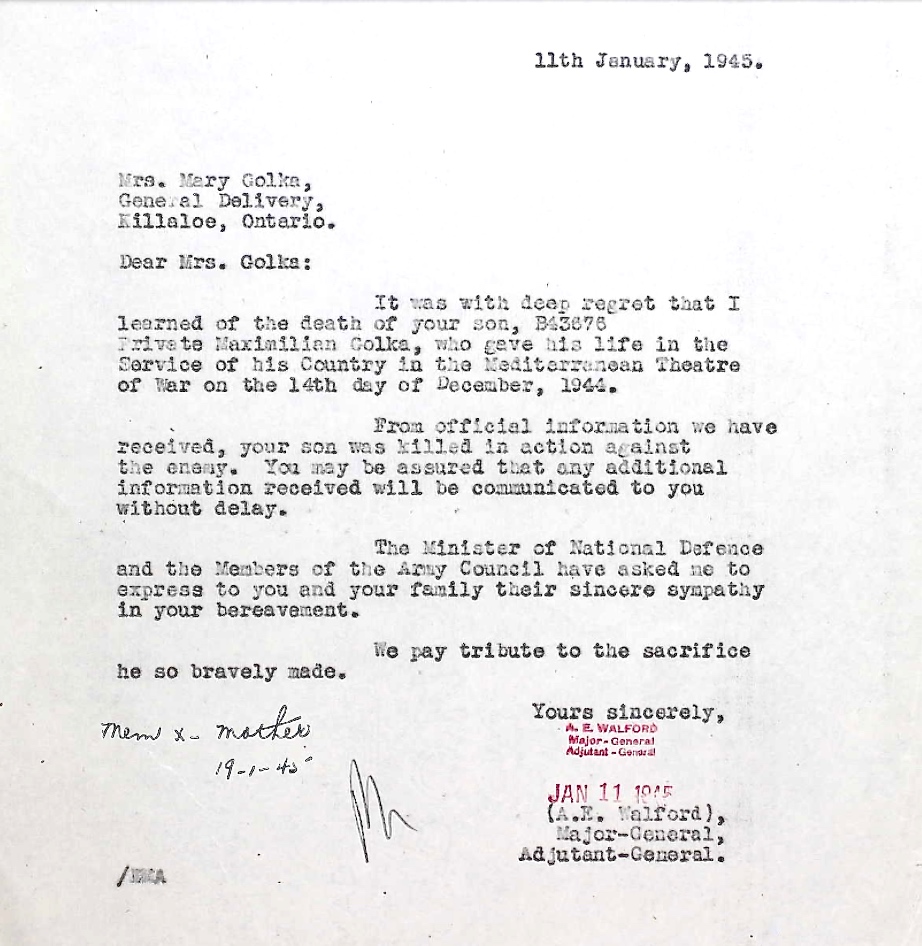 11th January, 1945.
Mrs. Mary Golka,
General Delivery,
Killaloe, Ontario.
Dear Mrs. Golka:
It was with deep regret that I
learned of the death of your son, B43676
Private Maximilian Golka, who gave his life in the
Service of his Country in the Mediterranean Theatre
of War on the 14th day of December, 1944.
From official information we have
received, your son was killed in action against
the enemy. You may be assured that any additional
information received will be communicated to you
without delay.
The Minister of National Defence
and the Members of the Army Council have asked me to
express to you and your family their sincere sympathy
in your bereavement.
We pay tribute to the sacrifice
he so bravely made.
Yours sincerely,
A. E. WALFORD
Major-General
Adjutant-General
Mem X- Mother
19-1-45
JAN 11 1945
(A.E. Walford),
Major-General,
Adjutant-General.